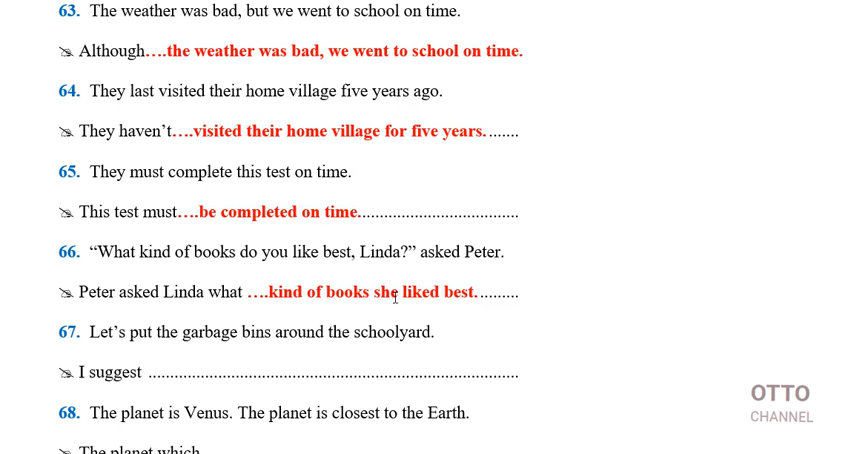 63. The weather was bad, but we went to school on time.
Although….the weather was bad, we went to school on time.
64. They last visited their home village five years ago.
They haven’t….visited their home village for five years........
65. They must complete this test on time.
This test must….be completed on time.......................................
66. “What kind of books do you like best, Linda?” asked Peter.
Peter asked Linda what ….kind of books she liked best..........
67. Let’s put the garbage bins around the schoolyard.
I suggest ...................................................................................
68. The planet is Venus. The planet is closest to the Earth.
The planet which
OTTO
CHANNEL